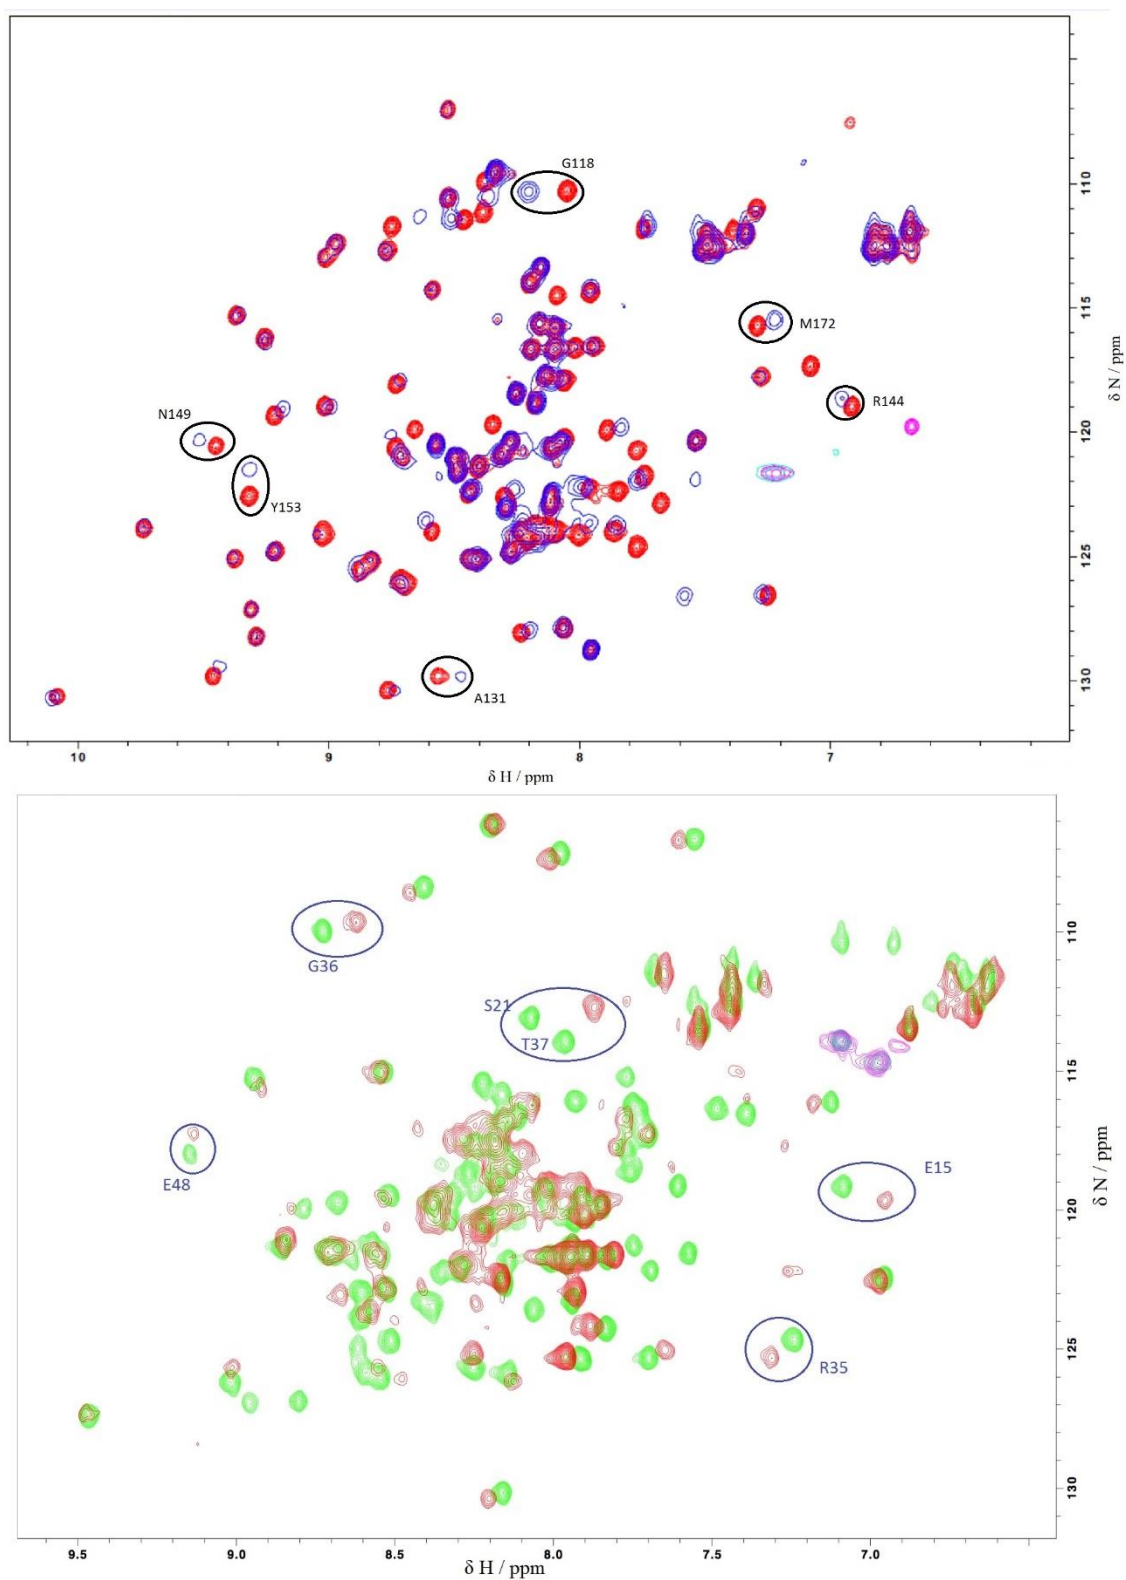 G118
110
M172
115
R144
N149
120
Y153
125
A131
130
δ N / ppm
10
9
8
7
δ H / ppm
110
G36
S21
T37
115
E48
E15
120
R35
125
130
δ N / ppm
9.5
9.0
8.5
8.0
7.5
7.0
δ H / ppm